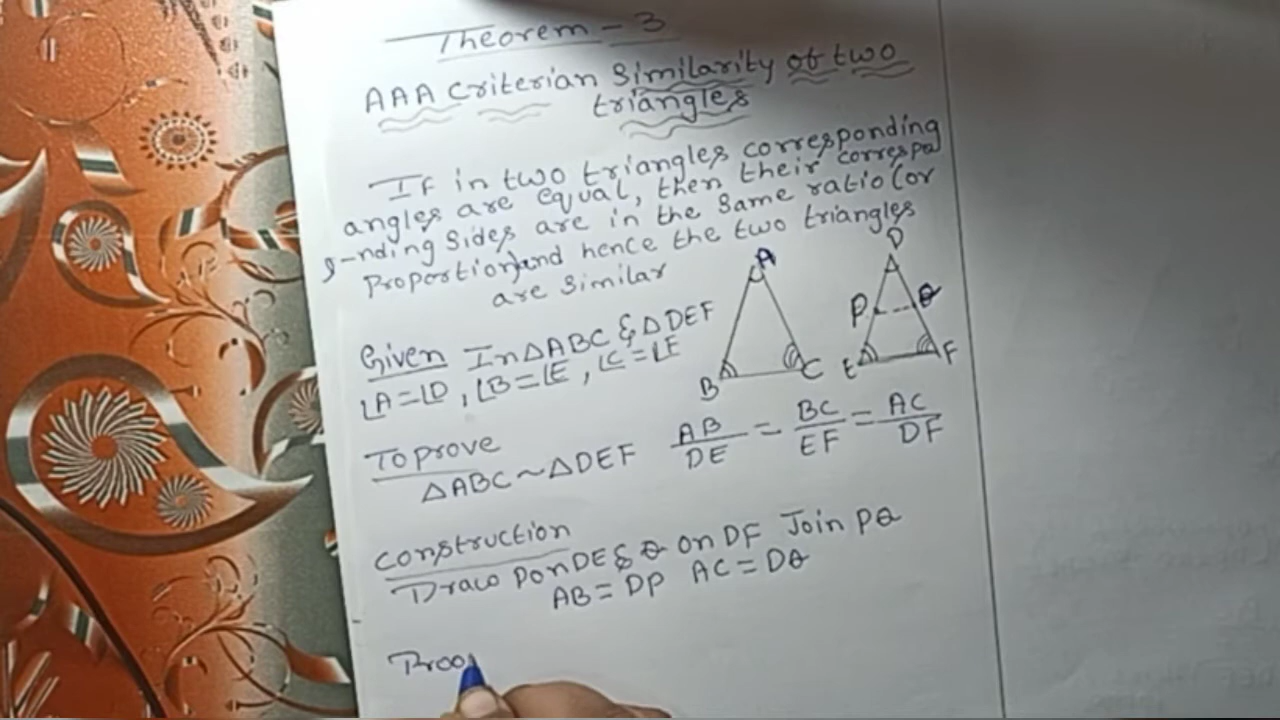 Theorem - 3
AAA Criterian Similarity of two
triangles
If in two triangles corresponding
angles are equal, then their correspo
-nding Sides are in the Same ratio (or
Proportion) and hence the two triangles
are Similar
Given In △ABC & △DEF
∠A=∠D, ∠B=∠E, ∠C=∠F
A
B
C
D
P
Q
E
F
To prove
△ABC ~ △DEF AB/DE = BC/EF = AC/DF
Construction
Draw P on DE & Q on DF Join PQ
AB = DP AC = DQ
Proo